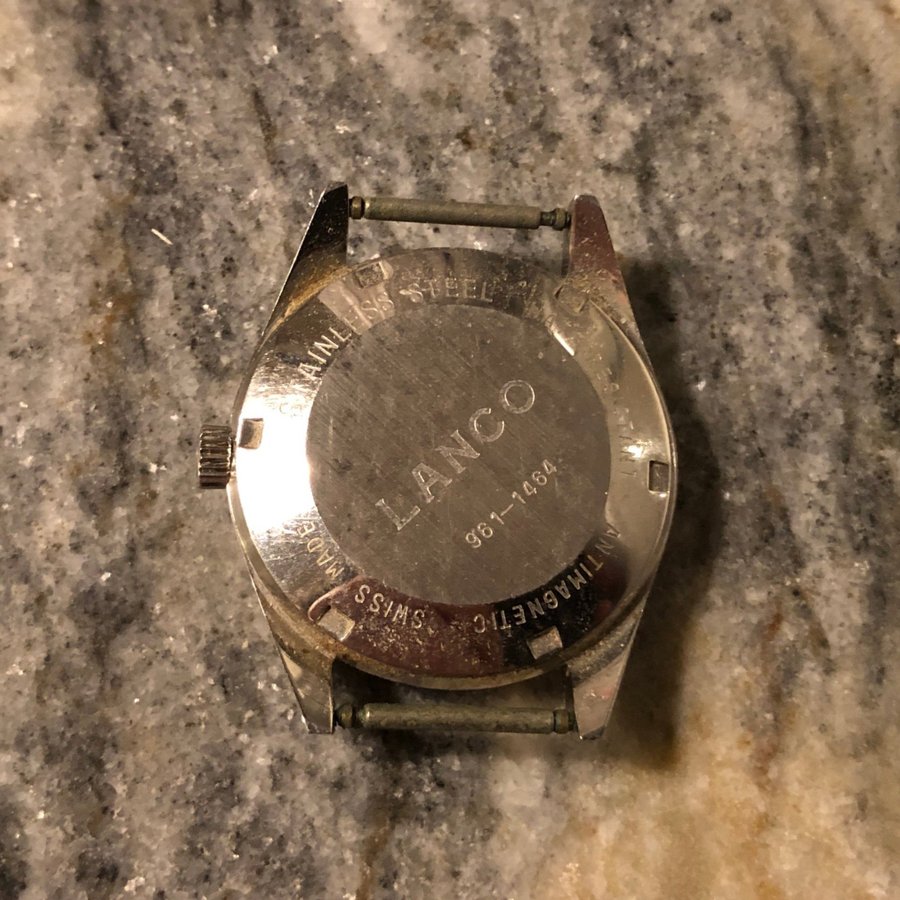 STAINLESS STEEL
LANCO
961-1464
ANTIMAGNETIC
SWISS MADE